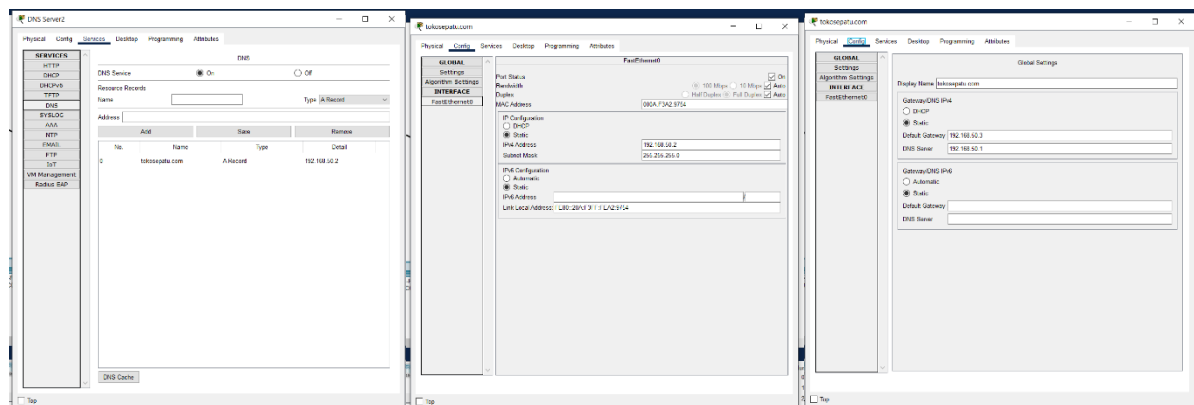 DNS Server2
Physical Config Services Desktop Programming Attributes
SERVICES
HTTP
DHCP
DHCPv6
TFTP
DNS
SYSLOG
AAA
NTP
EMAIL
FTP
IoT
VM Management
Radius EAP
DNS
DNS Service On Off
Resource Records
Name Type A Record
Address
Add Save Remove
No. Name Type Detail
0 tokosepatu.com A Record 192.168.50.2
DNS Cache
Top
tokosepatu.com
Physical Config Services Desktop Programming Attributes
GLOBAL
Settings
Algorithm Settings
INTERFACE
FastEthernet0
FastEthernet0
Port Status On
Bandwidth 100 Mbps 10 Mbps Auto
Duplex Half Duplex Full Duplex Auto
MAC Address
IP Configuration
DHCP
Static
IPv4 Address 192.168.50.2
Subnet Mask 255.255.255.0
IPv6 Configuration
Automatic
Static
IPv6 Address /
Link Local Address:
Top
tokosepatu.com
Physical Config Services Desktop Programming Attributes
GLOBAL
Settings
Algorithm Settings
INTERFACE
FastEthernet0
Global Settings
Display Name tokosepatu.com
Gateway/DNS IPv4
DHCP
Static
Default Gateway 192.168.50.3
DNS Server 192.168.50.1
Gateway/DNS IPv6
Automatic
Static
Default Gateway
DNS Server
Top